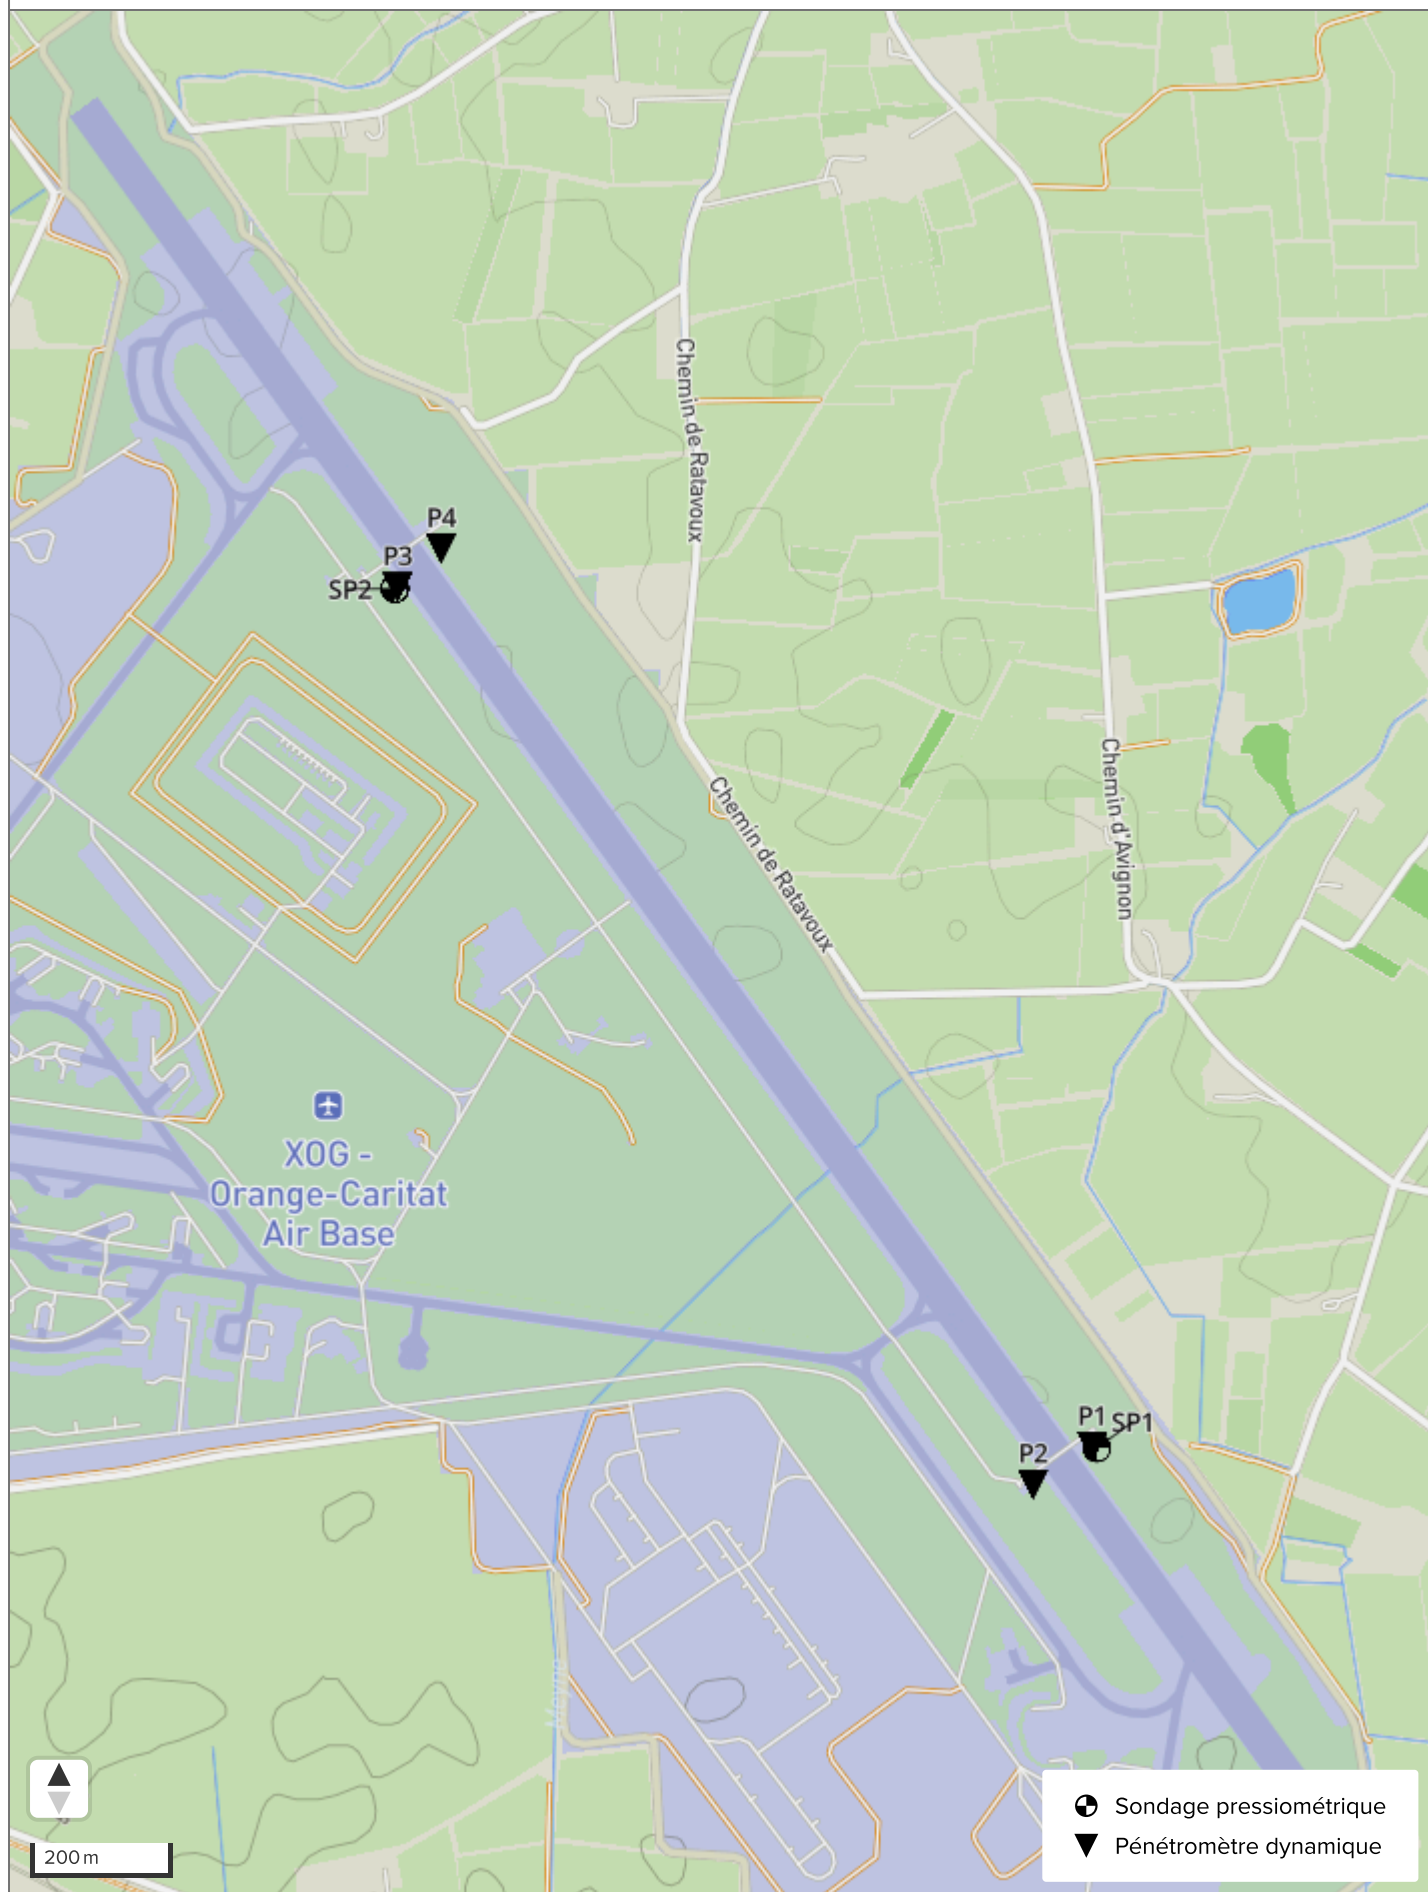 Chemin de Ratavoux
P4
P3
SP2
Chemin d'Avignon
Chemin de Ratavoux
XOG -
Orange-Caritat
Air Base
P1
SP1
P2
Sondage pressiométrique
Pénétromètre dynamique
200 m